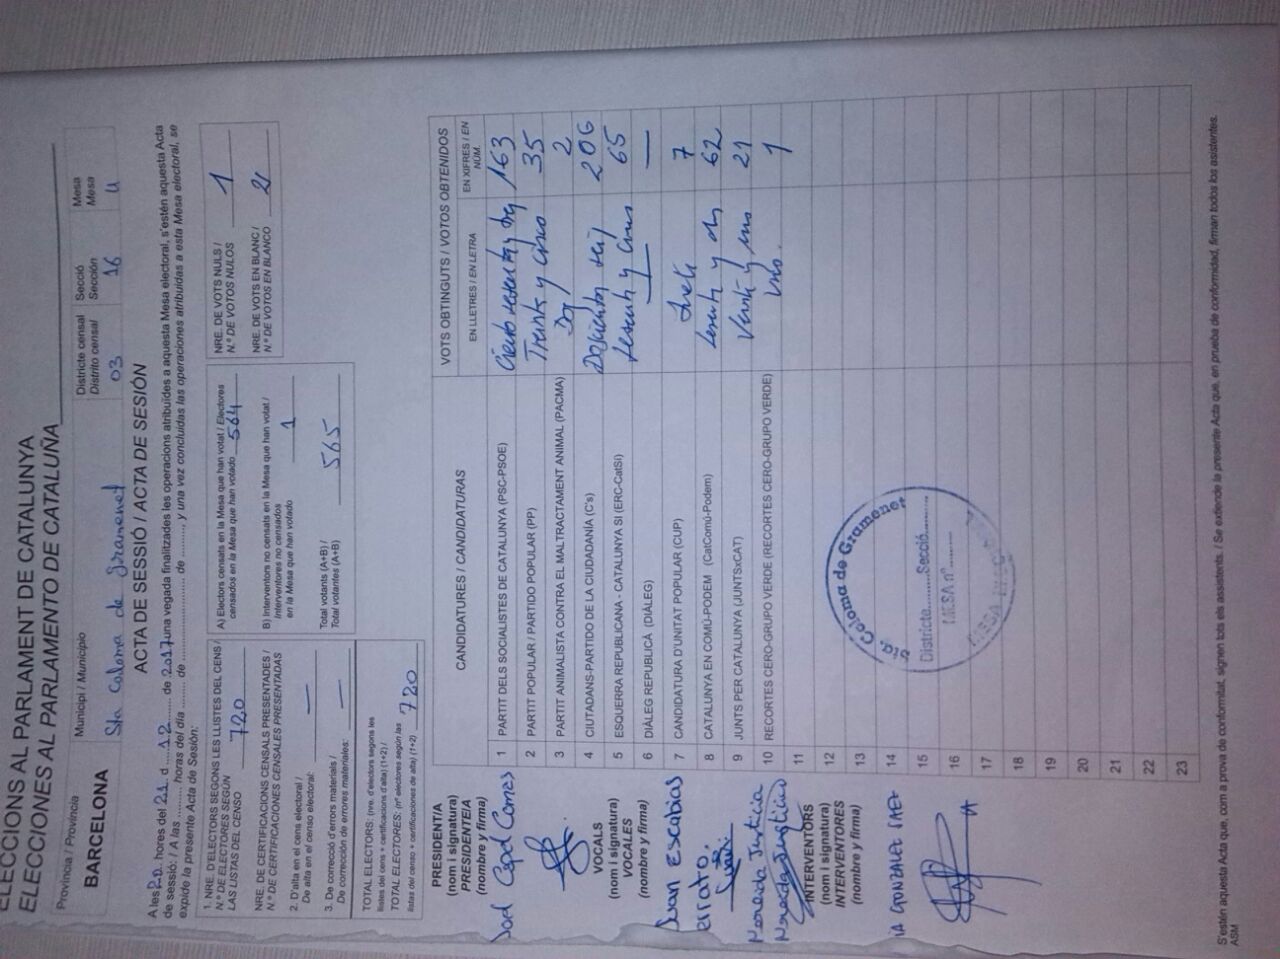 ELECCIONS AL PARLAMENT DE CATALUNYA
ELECCIONES AL PARLAMENTO DE CATALUÑA
Província / Provincia
BARCELONA
Municipi / Municipio
Sta Coloma de Gramenet
Districte censal
Distrito censal
03
Secció
Sección
16
Mesa
Mesa
U
ACTA DE SESSIÓ / ACTA DE SESIÓN
A les 20 hores del 21 d 12 de 2017 una vegada finalitzades les operacions atribuïdes a aquesta Mesa electoral, s'estén aquesta Acta
de sessió: / A las ......... horas del día ......... de ......... de ........., y una vez concluidas las operaciones atribuidas a esta Mesa electoral, se
expide la presente Acta de Sesión:
1. NRE. D'ELECTORS SEGONS LES LLISTES DEL CENS /
N.º DE ELECTORES SEGÚN
LAS LISTAS DEL CENSO 720
NRE. DE CERTIFICACIONS CENSALS PRESENTADES /
N.º DE CERTIFICACIONES CENSALES PRESENTADAS
2. D'alta en el cens electoral /
De alta en el censo electoral: —
3. De correcció d'errors materials /
De corrección de errores materiales: —
TOTAL ELECTORS: (nre. d'electors segons les
llistes del cens + certificacions d'alta) (1+2) /
TOTAL ELECTORES: (nº electores según las
listas del censo + certificaciones de alta) (1+2) 720
A) Electors censats en la Mesa que han votat / Electores
censados en la Mesa que han votado 564
B) Interventors no censats en la Mesa que han votat /
Interventores no censados
en la Mesa que han votado 1
Total votants (A+B) /
Total votantes (A+B) 565
NRE. DE VOTS NULS /
N.º DE VOTOS NULOS 1
NRE. DE VOTS EN BLANC /
N.º DE VOTOS EN BLANCO 2
CANDIDATURES / CANDIDATURAS
VOTS OBTINGUTS / VOTOS OBTENIDOS
EN LLETRES / EN LETRA
EN XIFRES / EN NÚM.
1 PARTIT DELS SOCIALISTES DE CATALUNYA (PSC-PSOE) Ciento sesenta y tres 163
2 PARTIT POPULAR / PARTIDO POPULAR (PP) Treinta y cinco 35
3 PARTIT ANIMALISTA CONTRA EL MALTRACTAMENT ANIMAL (PACMA) Dos 2
4 CIUTADANS-PARTIDO DE LA CIUDADANÍA (C's) Doscientos seis 206
5 ESQUERRA REPUBLICANA - CATALUNYA SI (ERC-CatSI) Sesenta y cinco 65
6 DIÀLEG REPUBLICÀ (DIÀLEG) — —
7 CANDIDATURA D'UNITAT POPULAR (CUP) Siete 7
8 CATALUNYA EN COMÚ-PODEM (CatComú-Podem) Sesenta y dos 62
9 JUNTS PER CATALUNYA (JUNTSxCAT) Veinti y uno 21
10 RECORTES CERO-GRUPO VERDE (RECORTES CERO-GRUPO VERDE) Uno. 1
11
12
13
14
15
16
17
18
19
20
21
22
23
PRESIDENTIA
(nom i signatura)
PRESIDENTEIA
(nombre y firma)
VOCALS
(nom i signatura)
VOCALES
(nombre y firma)
Juan Escabias
Mercada Justicia
INTERVENTORS
(nom i signatura)
INTERVENTORES
(nombre y firma)
GONZALEZ
Sta. Coloma de Gramenet
Districte..........Secció..........
MESA nº..........
S'estén aquesta Acta que, com a prova de conformitat, signen tots els assistents. / Se extiende la presente Acta que, en prueba de conformidad, firman todos los asistentes.
ASM